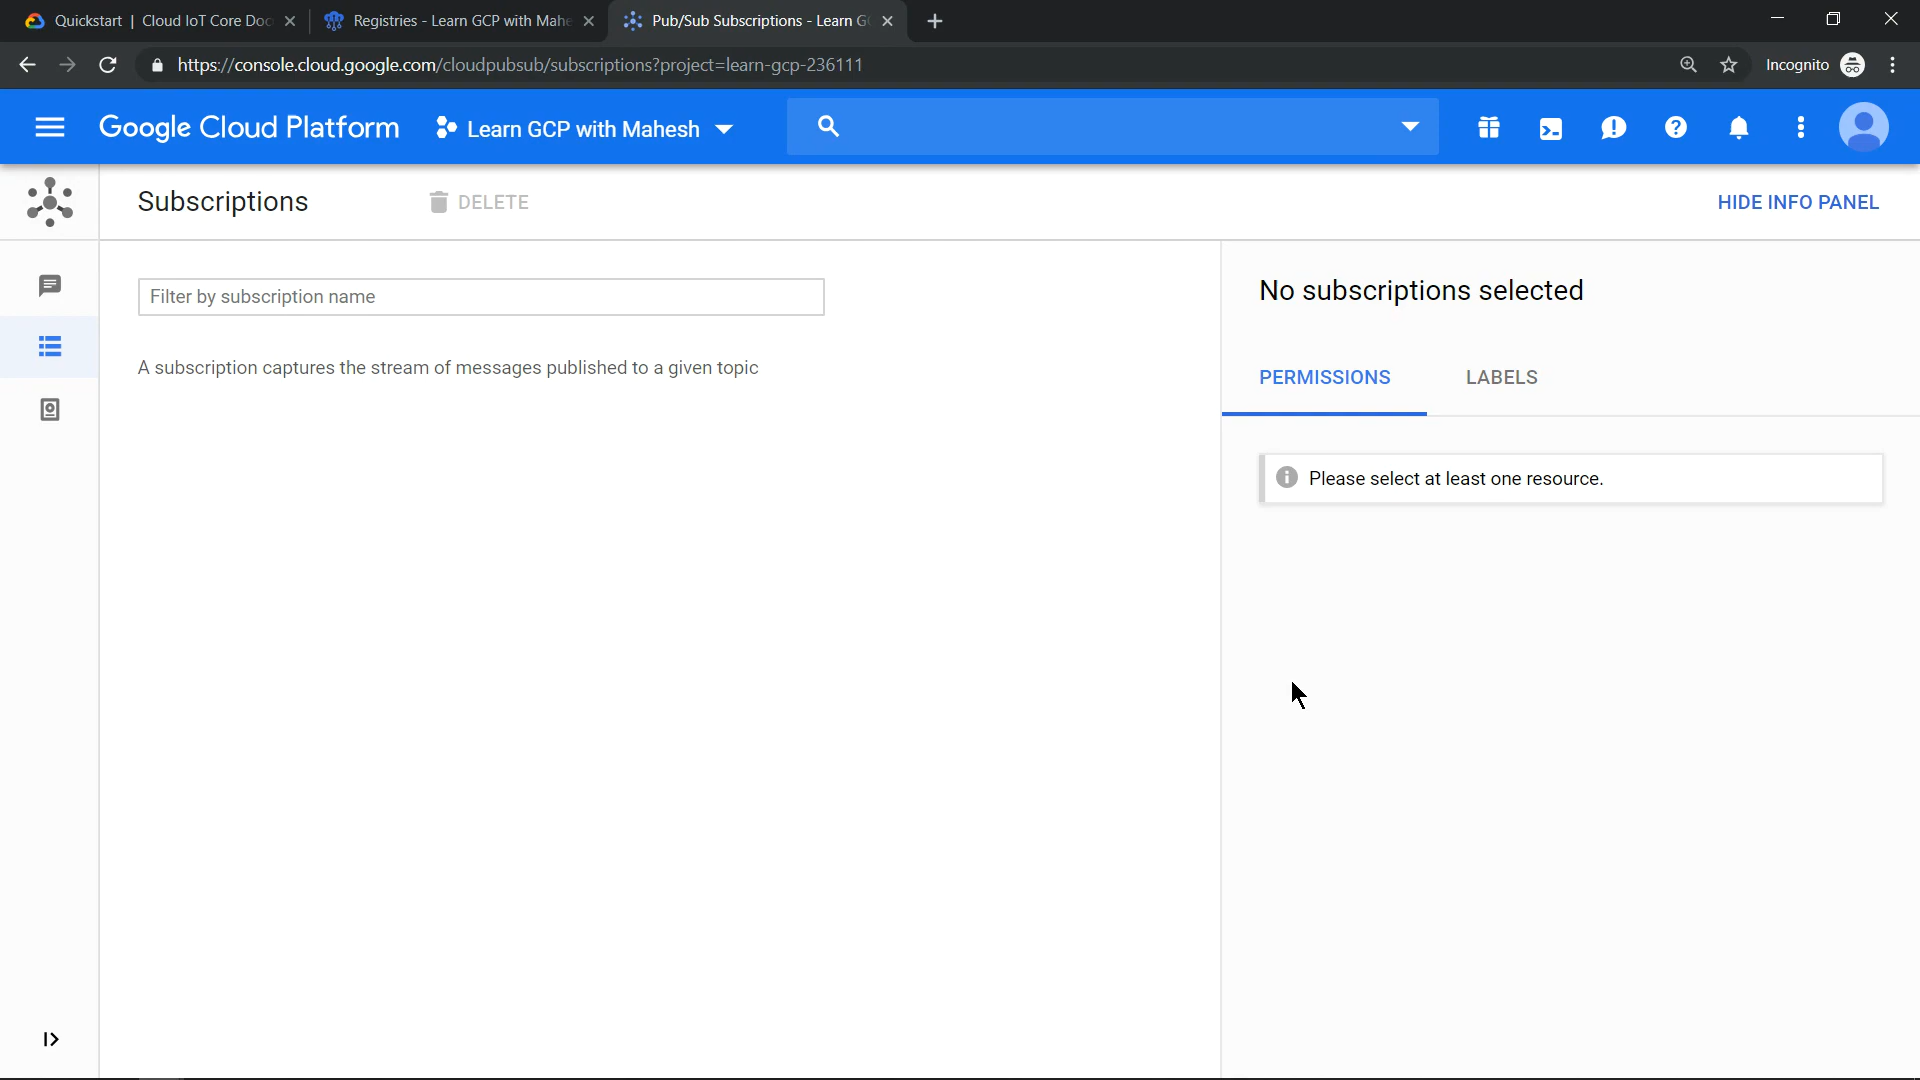 Quickstart | Cloud IoT Core Doc
Registries - Learn GCP with Mahe
Pub/Sub Subscriptions - Learn G
https://console.cloud.google.com/cloudpubsub/subscriptions?project=learn-gcp-236111
Incognito
Google Cloud Platform
Learn GCP with Mahesh
Subscriptions
DELETE
HIDE INFO PANEL
Filter by subscription name
A subscription captures the stream of messages published to a given topic
No subscriptions selected
PERMISSIONS
LABELS
Please select at least one resource.